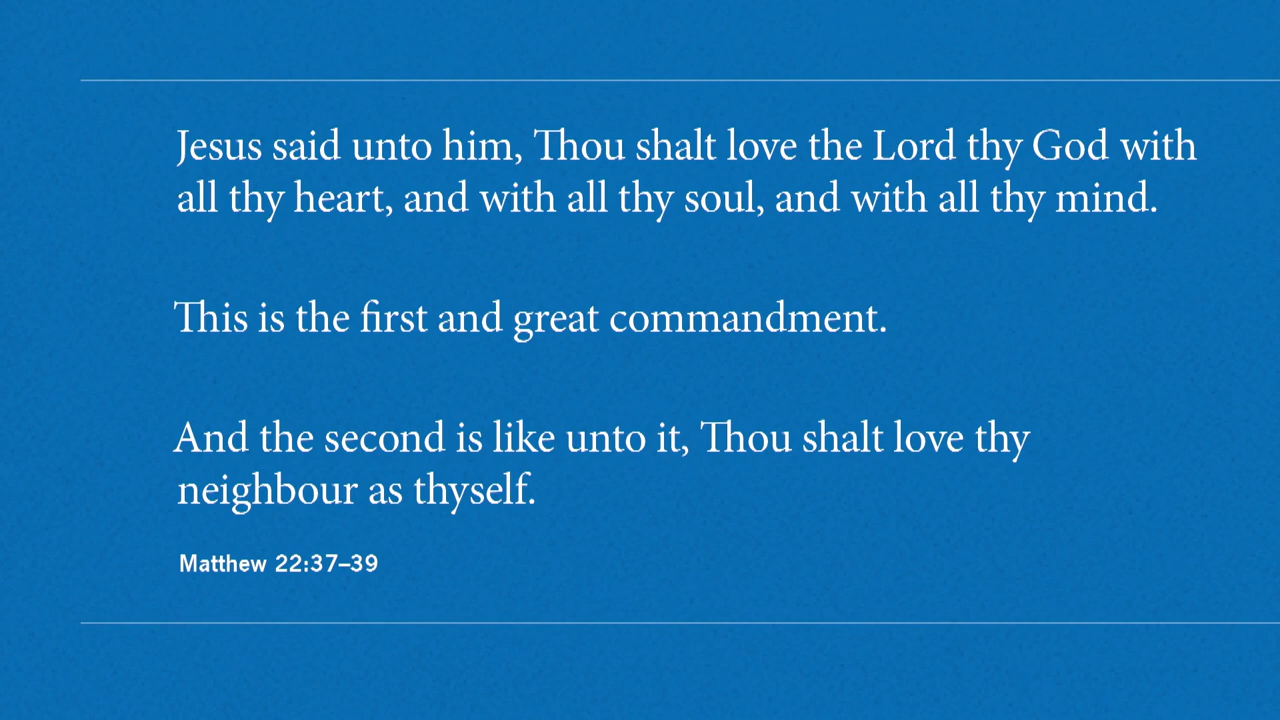 Jesus said unto him, Thou shalt love the Lord thy God with
all thy heart, and with all thy soul, and with all thy mind.
This is the first and great commandment.
And the second is like unto it, Thou shalt love thy
neighbour as thyself.
Matthew 22:37–39